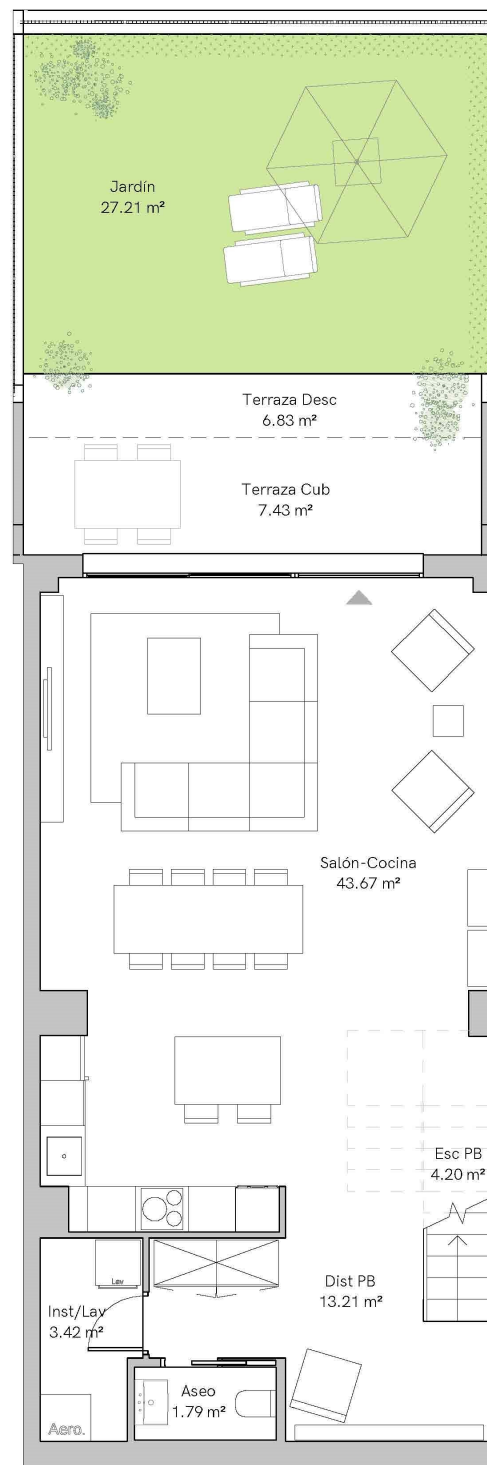 Jardín
27.21 m²
Terraza Desc
6.83 m²
Terraza Cub
7.43 m²
Salón-Cocina
43.67 m²
Esc PB
4.20 m²
Lav
Dist PB
13.21 m²
Inst/Lav
3.42 m²
Aseo
1.79 m²
Aero.